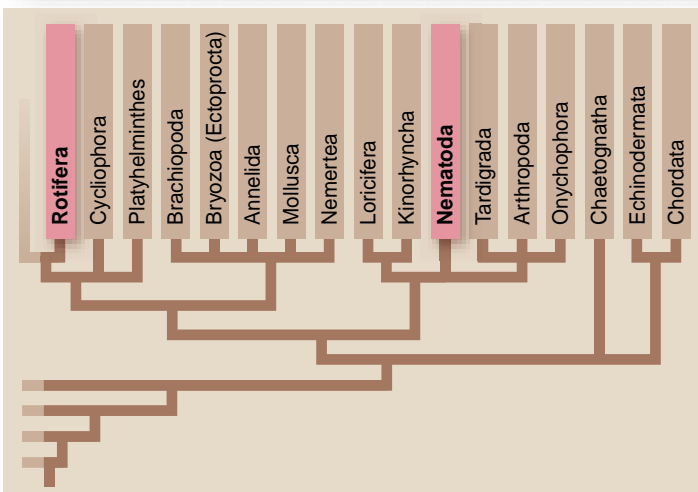 Rotifera
Cycliophora
Platyhelminthes
Brachiopoda
Bryozoa (Ectoprocta)
Annelida
Mollusca
Nemertea
Loricifera
Kinorhyncha
Nematoda
Tardigrada
Arthropoda
Onychophora
Chaetognatha
Echinodermata
Chordata